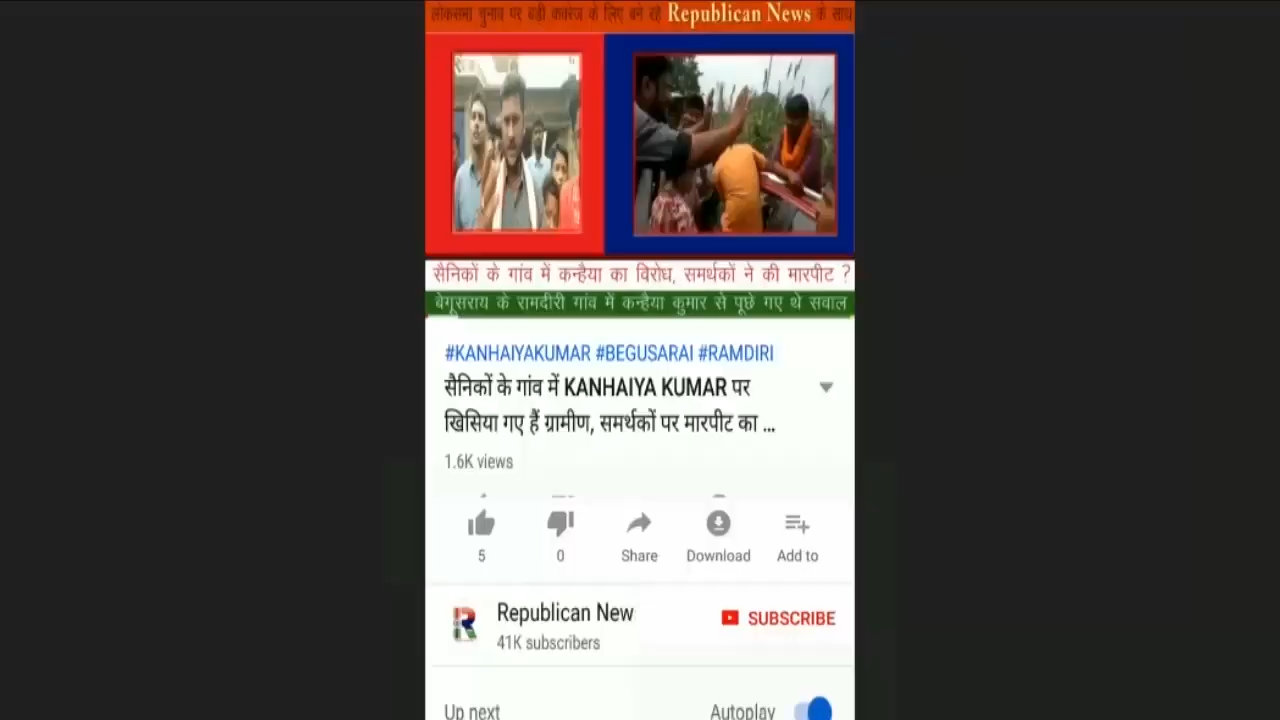 लोकसभा चुनाव पर बड़ी कवरेज के लिए बने रहें Republican News के साथ
सैनिकों के गांव में कन्हैया का विरोध, समर्थकों ने की मारपीट ?
बेगूसराय के रामदीरी गांव में कन्हैया कुमार से पूछे गए थे सवाल
#KANHAIYAKUMAR #BEGUSARAI #RAMDIRI
सैनिकों के गांव में KANHAIYA KUMAR पर
खिसिया गए हैं ग्रामीण, समर्थकों पर मारपीट का ...
1.6K views
5 0 Share Download Add to
Republican New
SUBSCRIBE
41K subscribers
Up next Autoplay